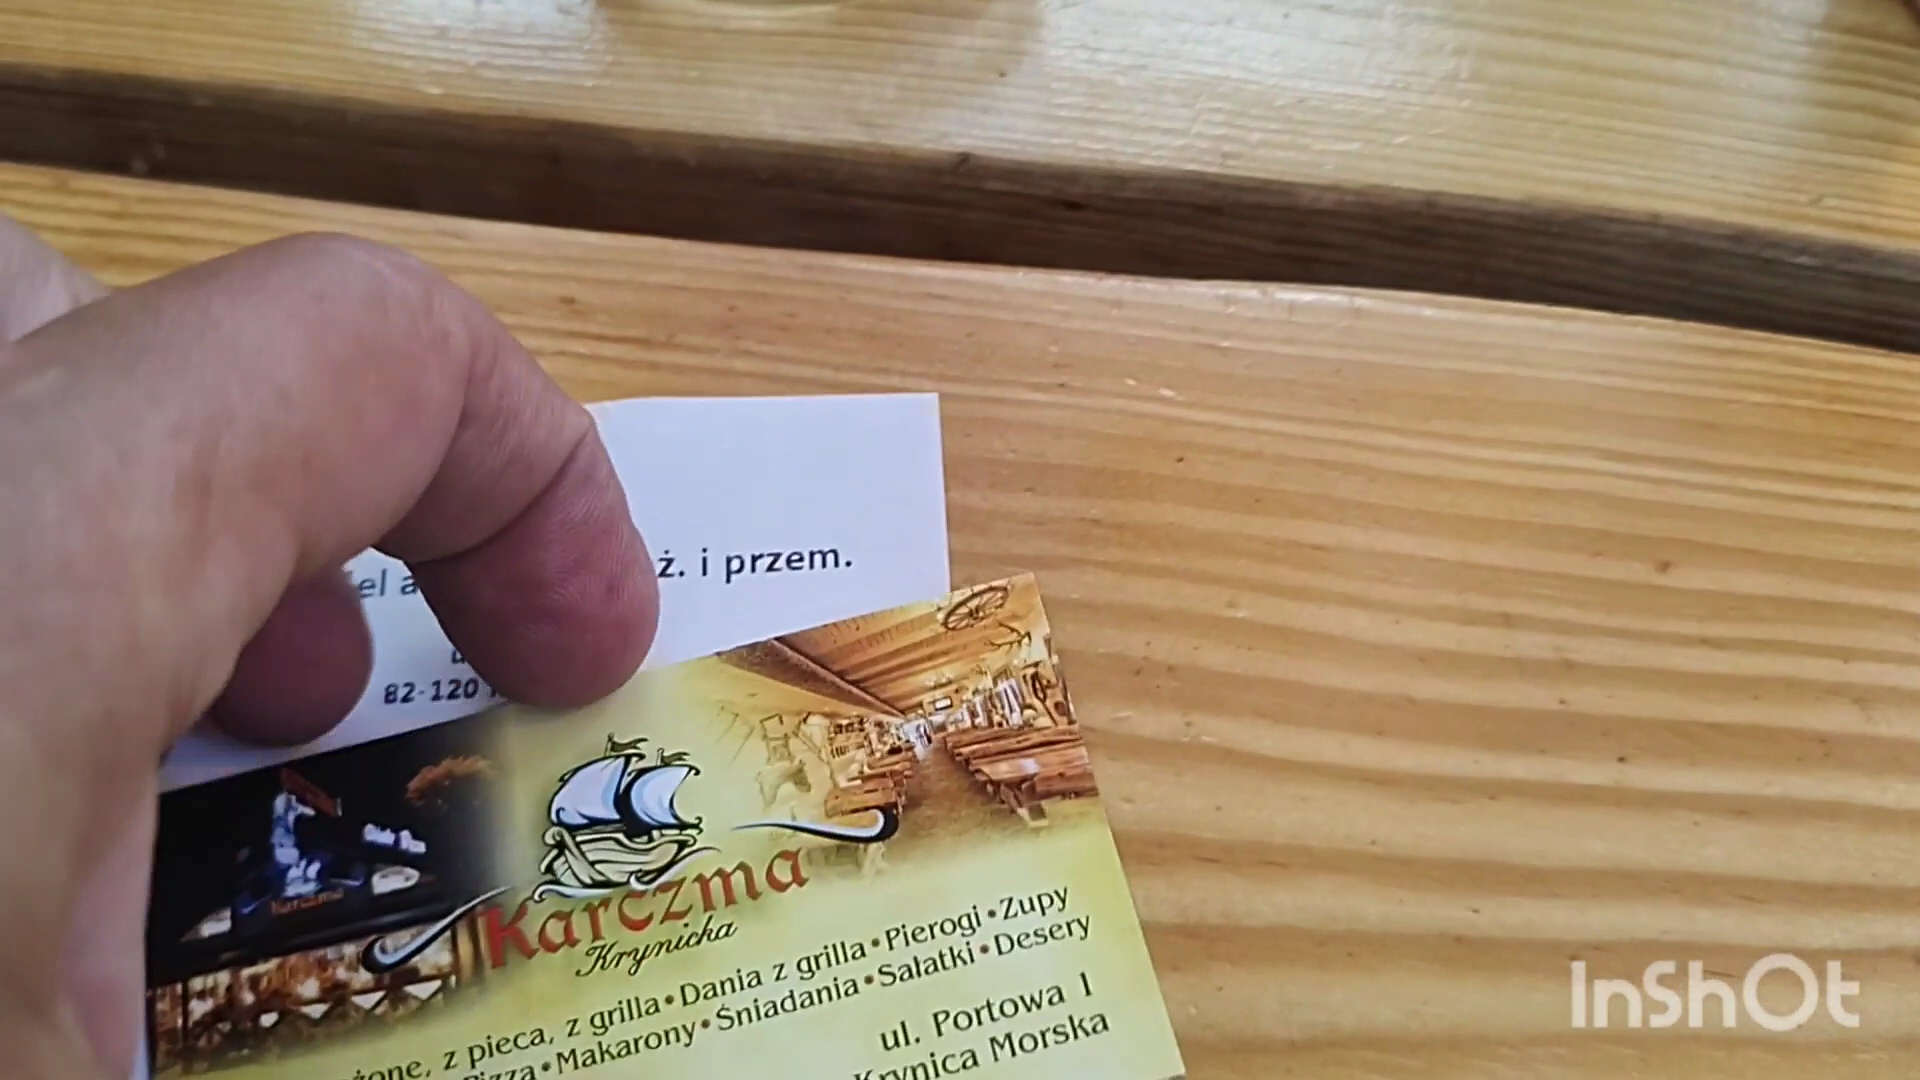 ż. i przem.
82-120
Karczma
Krynicka
z pieca, z grilla • Dania z grilla • Pierogi • Zupy
Pizza • Makarony • Śniadania • Sałatki • Desery
ul. Portowa 1
Krynica Morska
InShOt